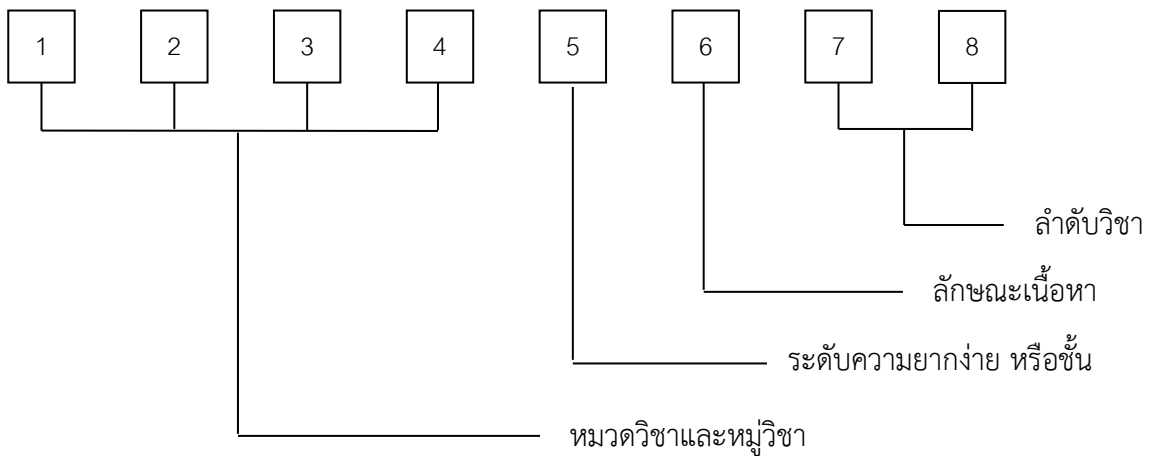 1 2 3 4 5 6 7 8
ลำดับวิชา
ลักษณะเนื้อหา
ระดับความยากง่าย หรือชั้น
หมวดวิชาและหมู่วิชา